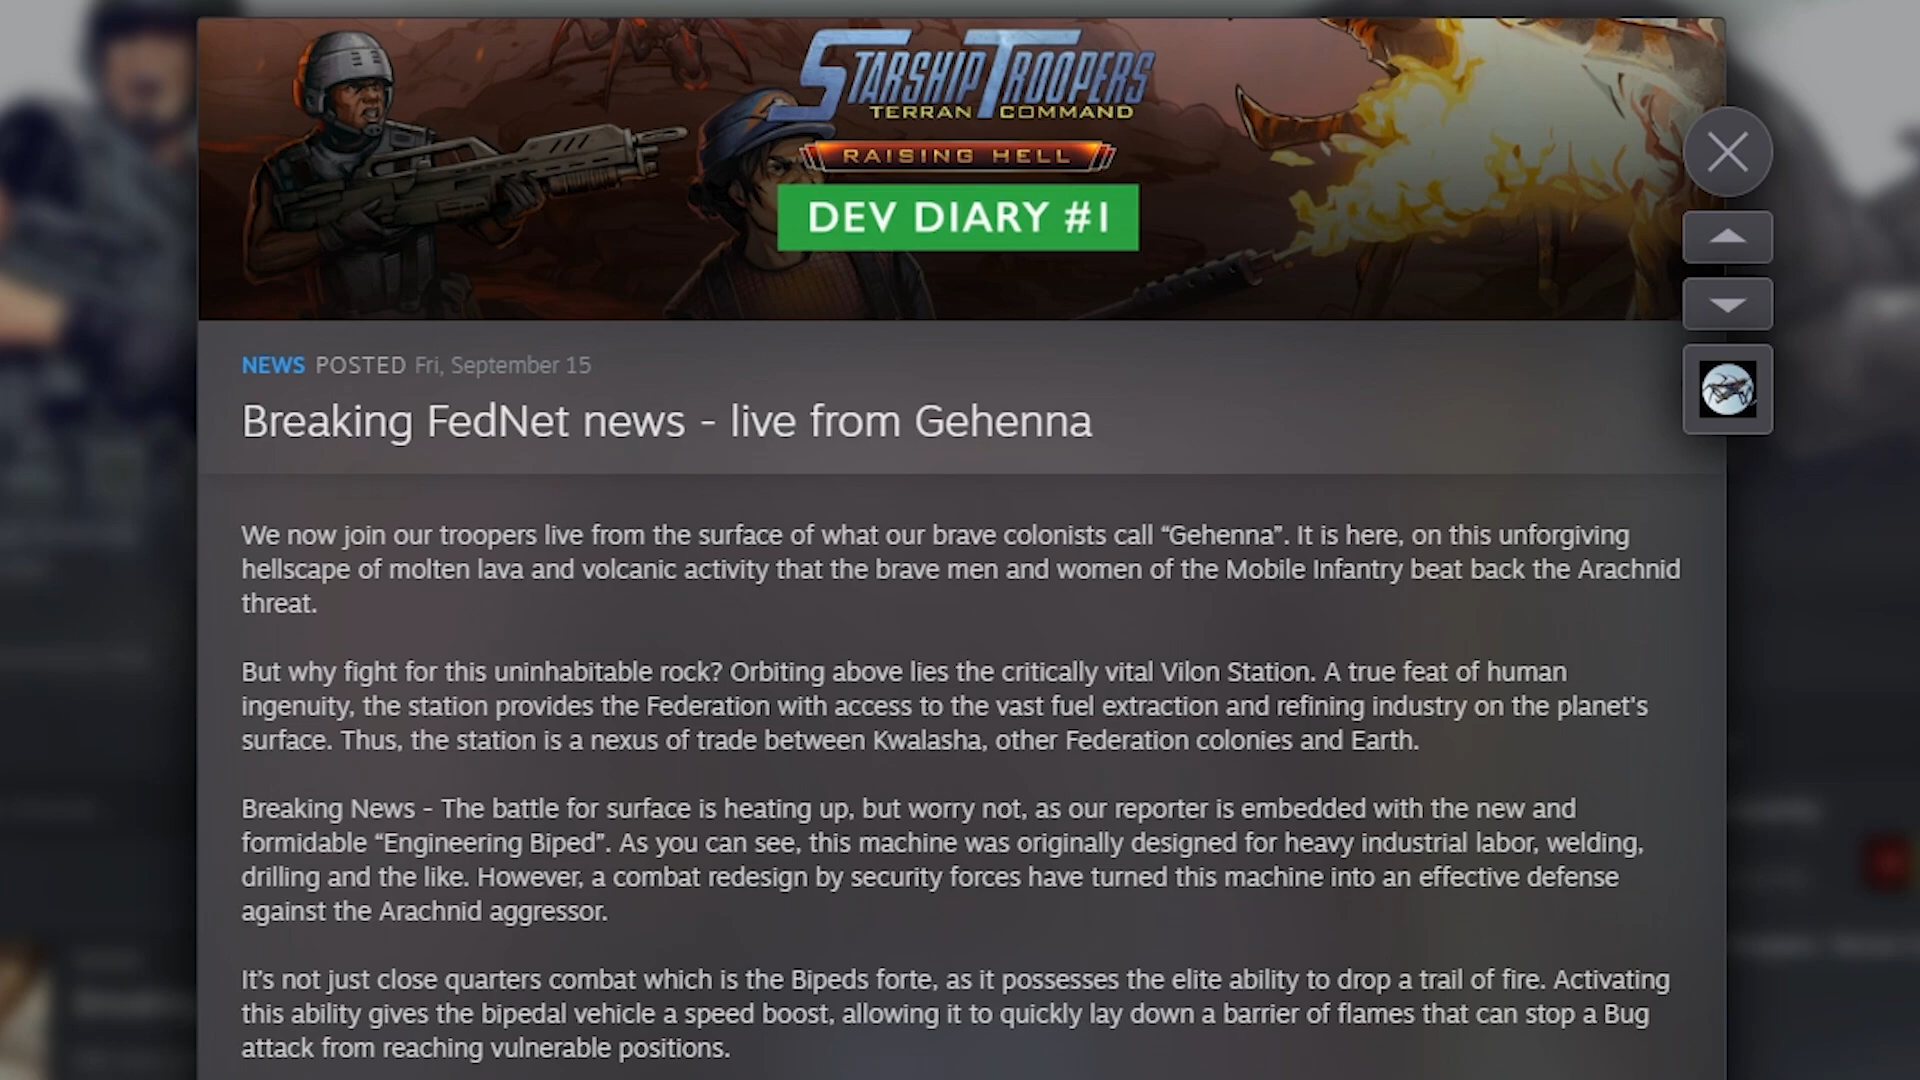 STARSHIP TROOPERS
TERRAN COMMAND
RAISING HELL
DEV DIARY #1
NEWS POSTED Fri, September 15
Breaking FedNet news - live from Gehenna
We now join our troopers live from the surface of what our brave colonists call “Gehenna”. It is here, on this unforgiving
hellscape of molten lava and volcanic activity that the brave men and women of the Mobile Infantry beat back the Arachnid
threat.
But why fight for this uninhabitable rock? Orbiting above lies the critically vital Vilon Station. A true feat of human
ingenuity, the station provides the Federation with access to the vast fuel extraction and refining industry on the planet's
surface. Thus, the station is a nexus of trade between Kwalasha, other Federation colonies and Earth.
Breaking News - The battle for surface is heating up, but worry not, as our reporter is embedded with the new and
formidable “Engineering Biped”. As you can see, this machine was originally designed for heavy industrial labor, welding,
drilling and the like. However, a combat redesign by security forces have turned this machine into an effective defense
against the Arachnid aggressor.
It’s not just close quarters combat which is the Bipeds forte, as it possesses the elite ability to drop a trail of fire. Activating
this ability gives the bipedal vehicle a speed boost, allowing it to quickly lay down a barrier of flames that can stop a Bug
attack from reaching vulnerable positions.